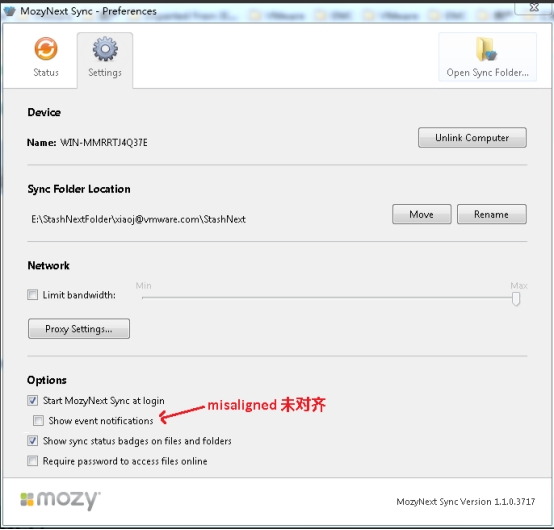 MozyNext Sync - Preferences
Status
Settings
Open Sync Folder...
Device
Name: WIN-MMRRTJ4Q37E
Unlink Computer
Sync Folder Location
E:\StashNextFolder\xiaoj@vmware.com\StashNext
Move
Rename
Network
Min
Max
Limit bandwidth:
Proxy Settings...
Options
Start MozyNext Sync at login
misaligned 未对齐
Show event notifications
Show sync status badges on files and folders
Require password to access files online
mozy
MozyNext Sync Version 1.1.0.3717